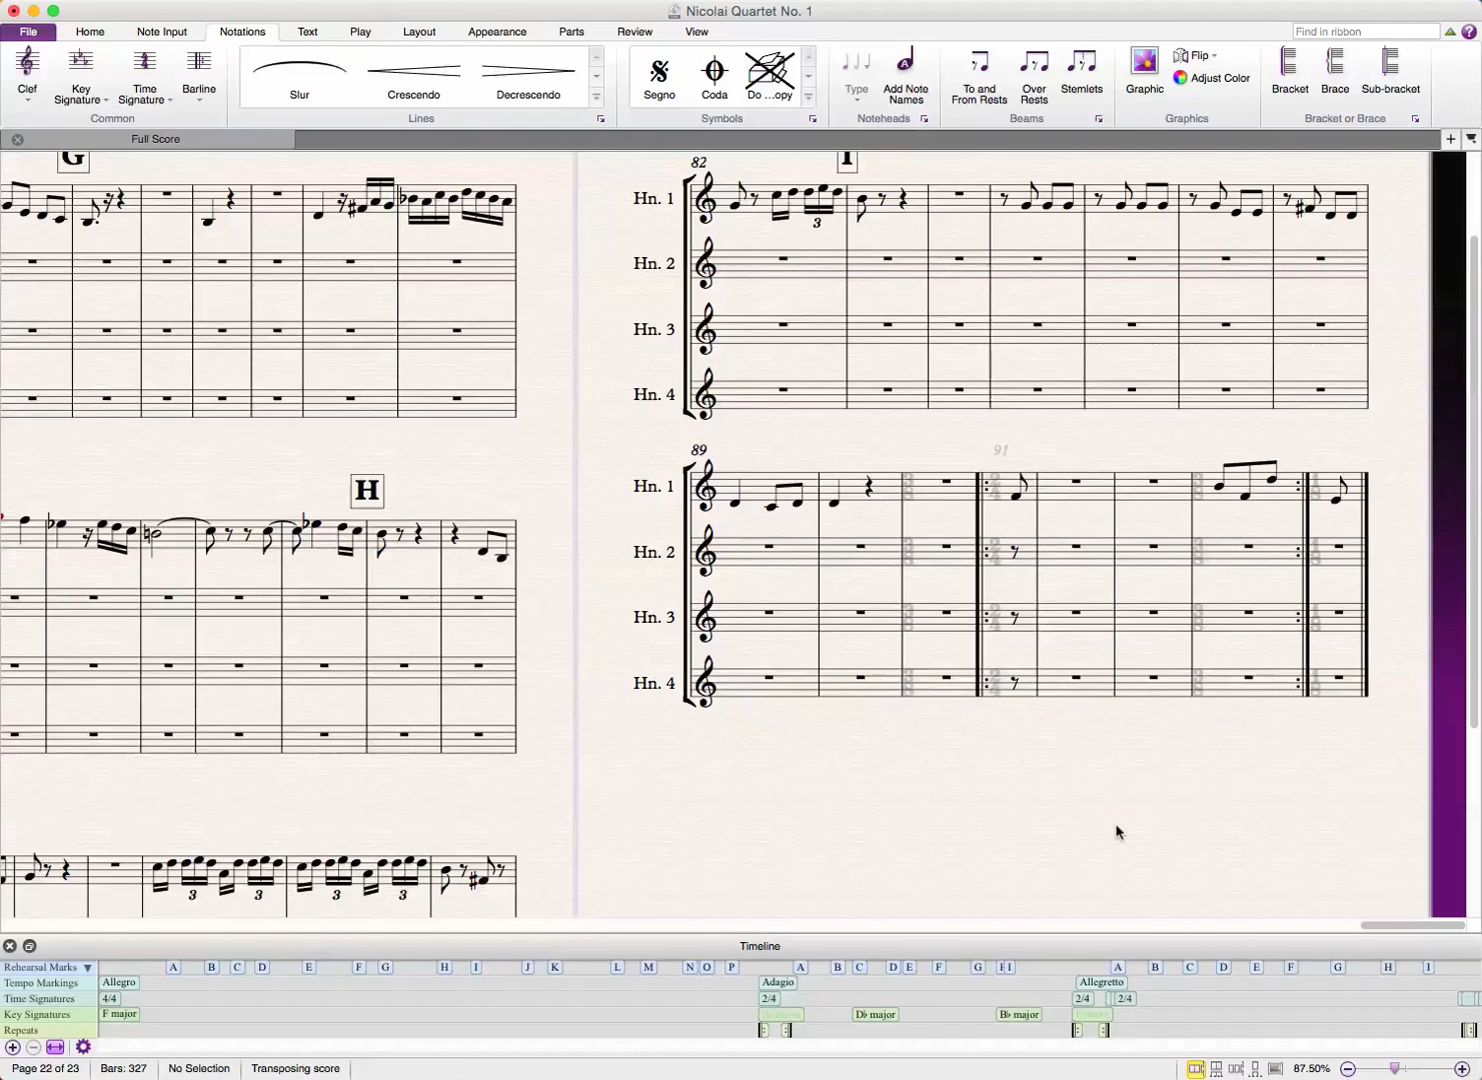 Nicolai Quartet No. 1
File Home Note Input Notations Text Play Layout Appearance Parts Review View Find in ribbon
Clef Key Signature Time Signature Barline Slur Crescendo Decrescendo Segno Coda Do ...opy Type Add Note Names To and From Rests Over Rests Stemlets Graphic Flip Adjust Color Bracket Brace Sub-bracket
Common Lines Symbols Noteheads Beams Graphics Bracket or Brace
Full Score
G
82 I
Hn. 1
3
Hn. 2
Hn. 3
Hn. 4
89 91
H
Hn. 1
Hn. 2
Hn. 3
Hn. 4
3 3 3 3
Timeline
Rehearsal Marks A B C D E F G H I J K L M N O P A B C D E F G H I A B C D E F G H I
Tempo Markings Allegro Adagio Allegretto
Time Signatures 4/4 2/4 2/4 2/4
Key Signatures F major D♭ major B♭ major
Repeats
Page 22 of 23 Bars: 327 No Selection Transposing score 87.50%